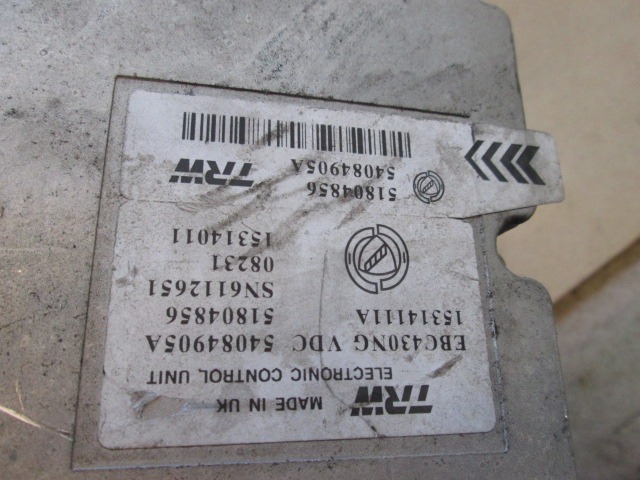 TRW MADE IN UK
ELECTRONIC CONTROL UNIT
EBC430NG VDC 54084905A
15314111A
51804856
SN6112651
08231
15314011
51804856
54084905A
TRW